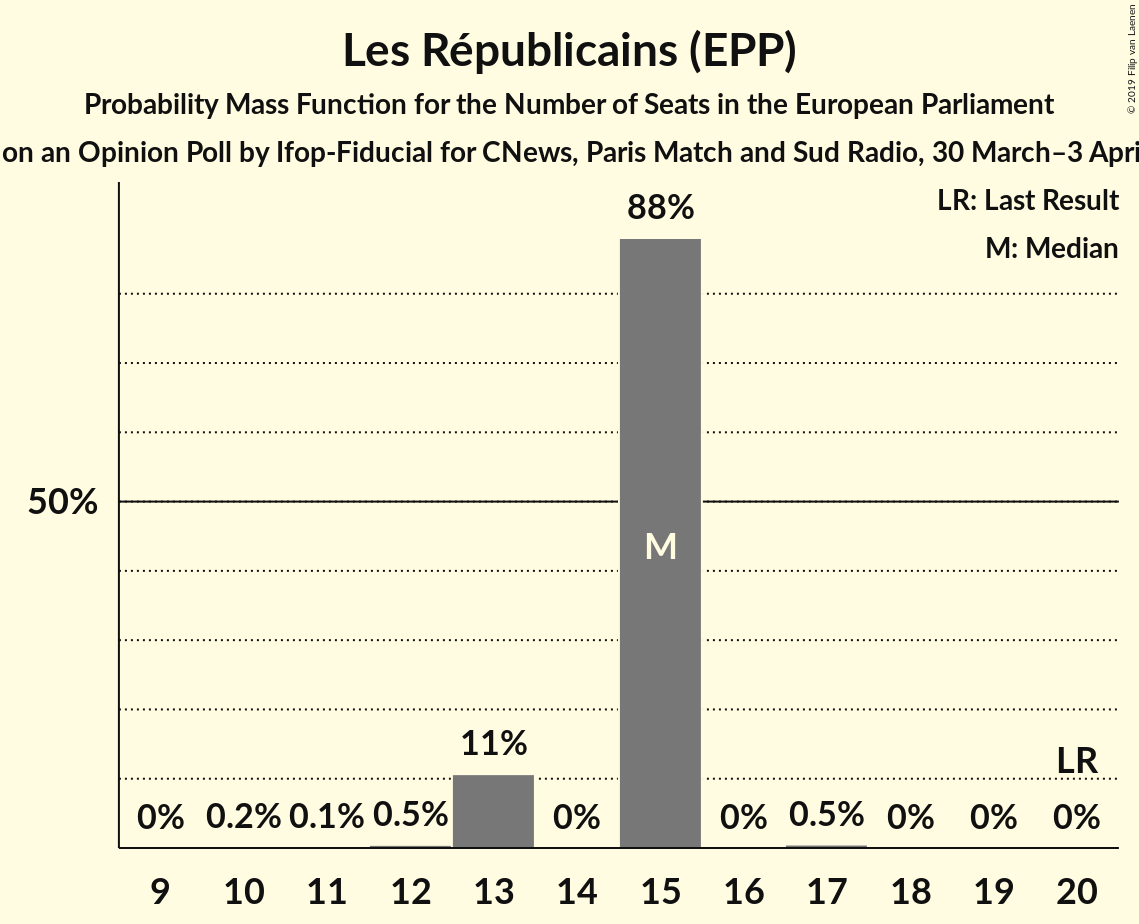 Les Républicains (EPP)
Probability Mass Function for the Number of Seats in the European Parliament
on an Opinion Poll by Ifop-Fiducial for CNews, Paris Match and Sud Radio, 30 March–3 Apri
© 2019 Filip van Laenen
LR: Last Result
M: Median
88%
50%
M
11%
LR
0% 0.2% 0.1% 0.5% 0% 0% 0.5% 0% 0% 0%
9 10 11 12 13 14 15 16 17 18 19 20